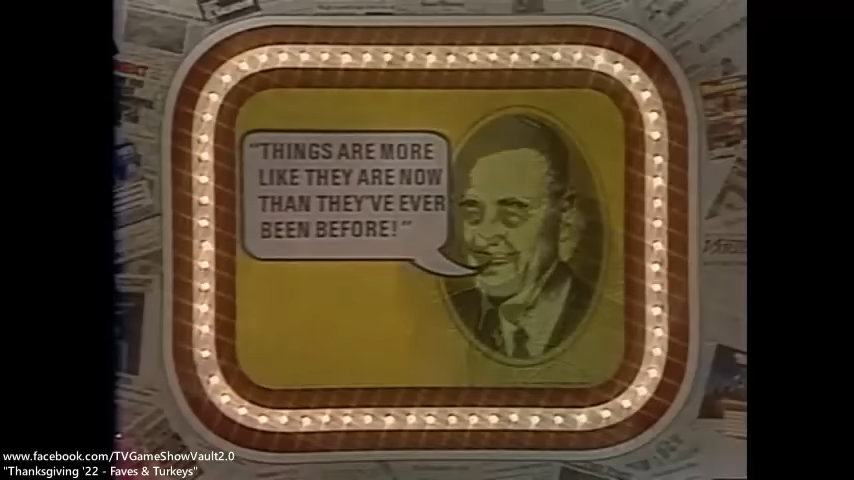 "THINGS ARE MORE
LIKE THEY ARE NOW
THAN THEY'VE EVER
BEEN BEFORE!"
www.facebook.com/TVGameShowVault2.0
"Thanksgiving '22 - Faves & Turkeys"